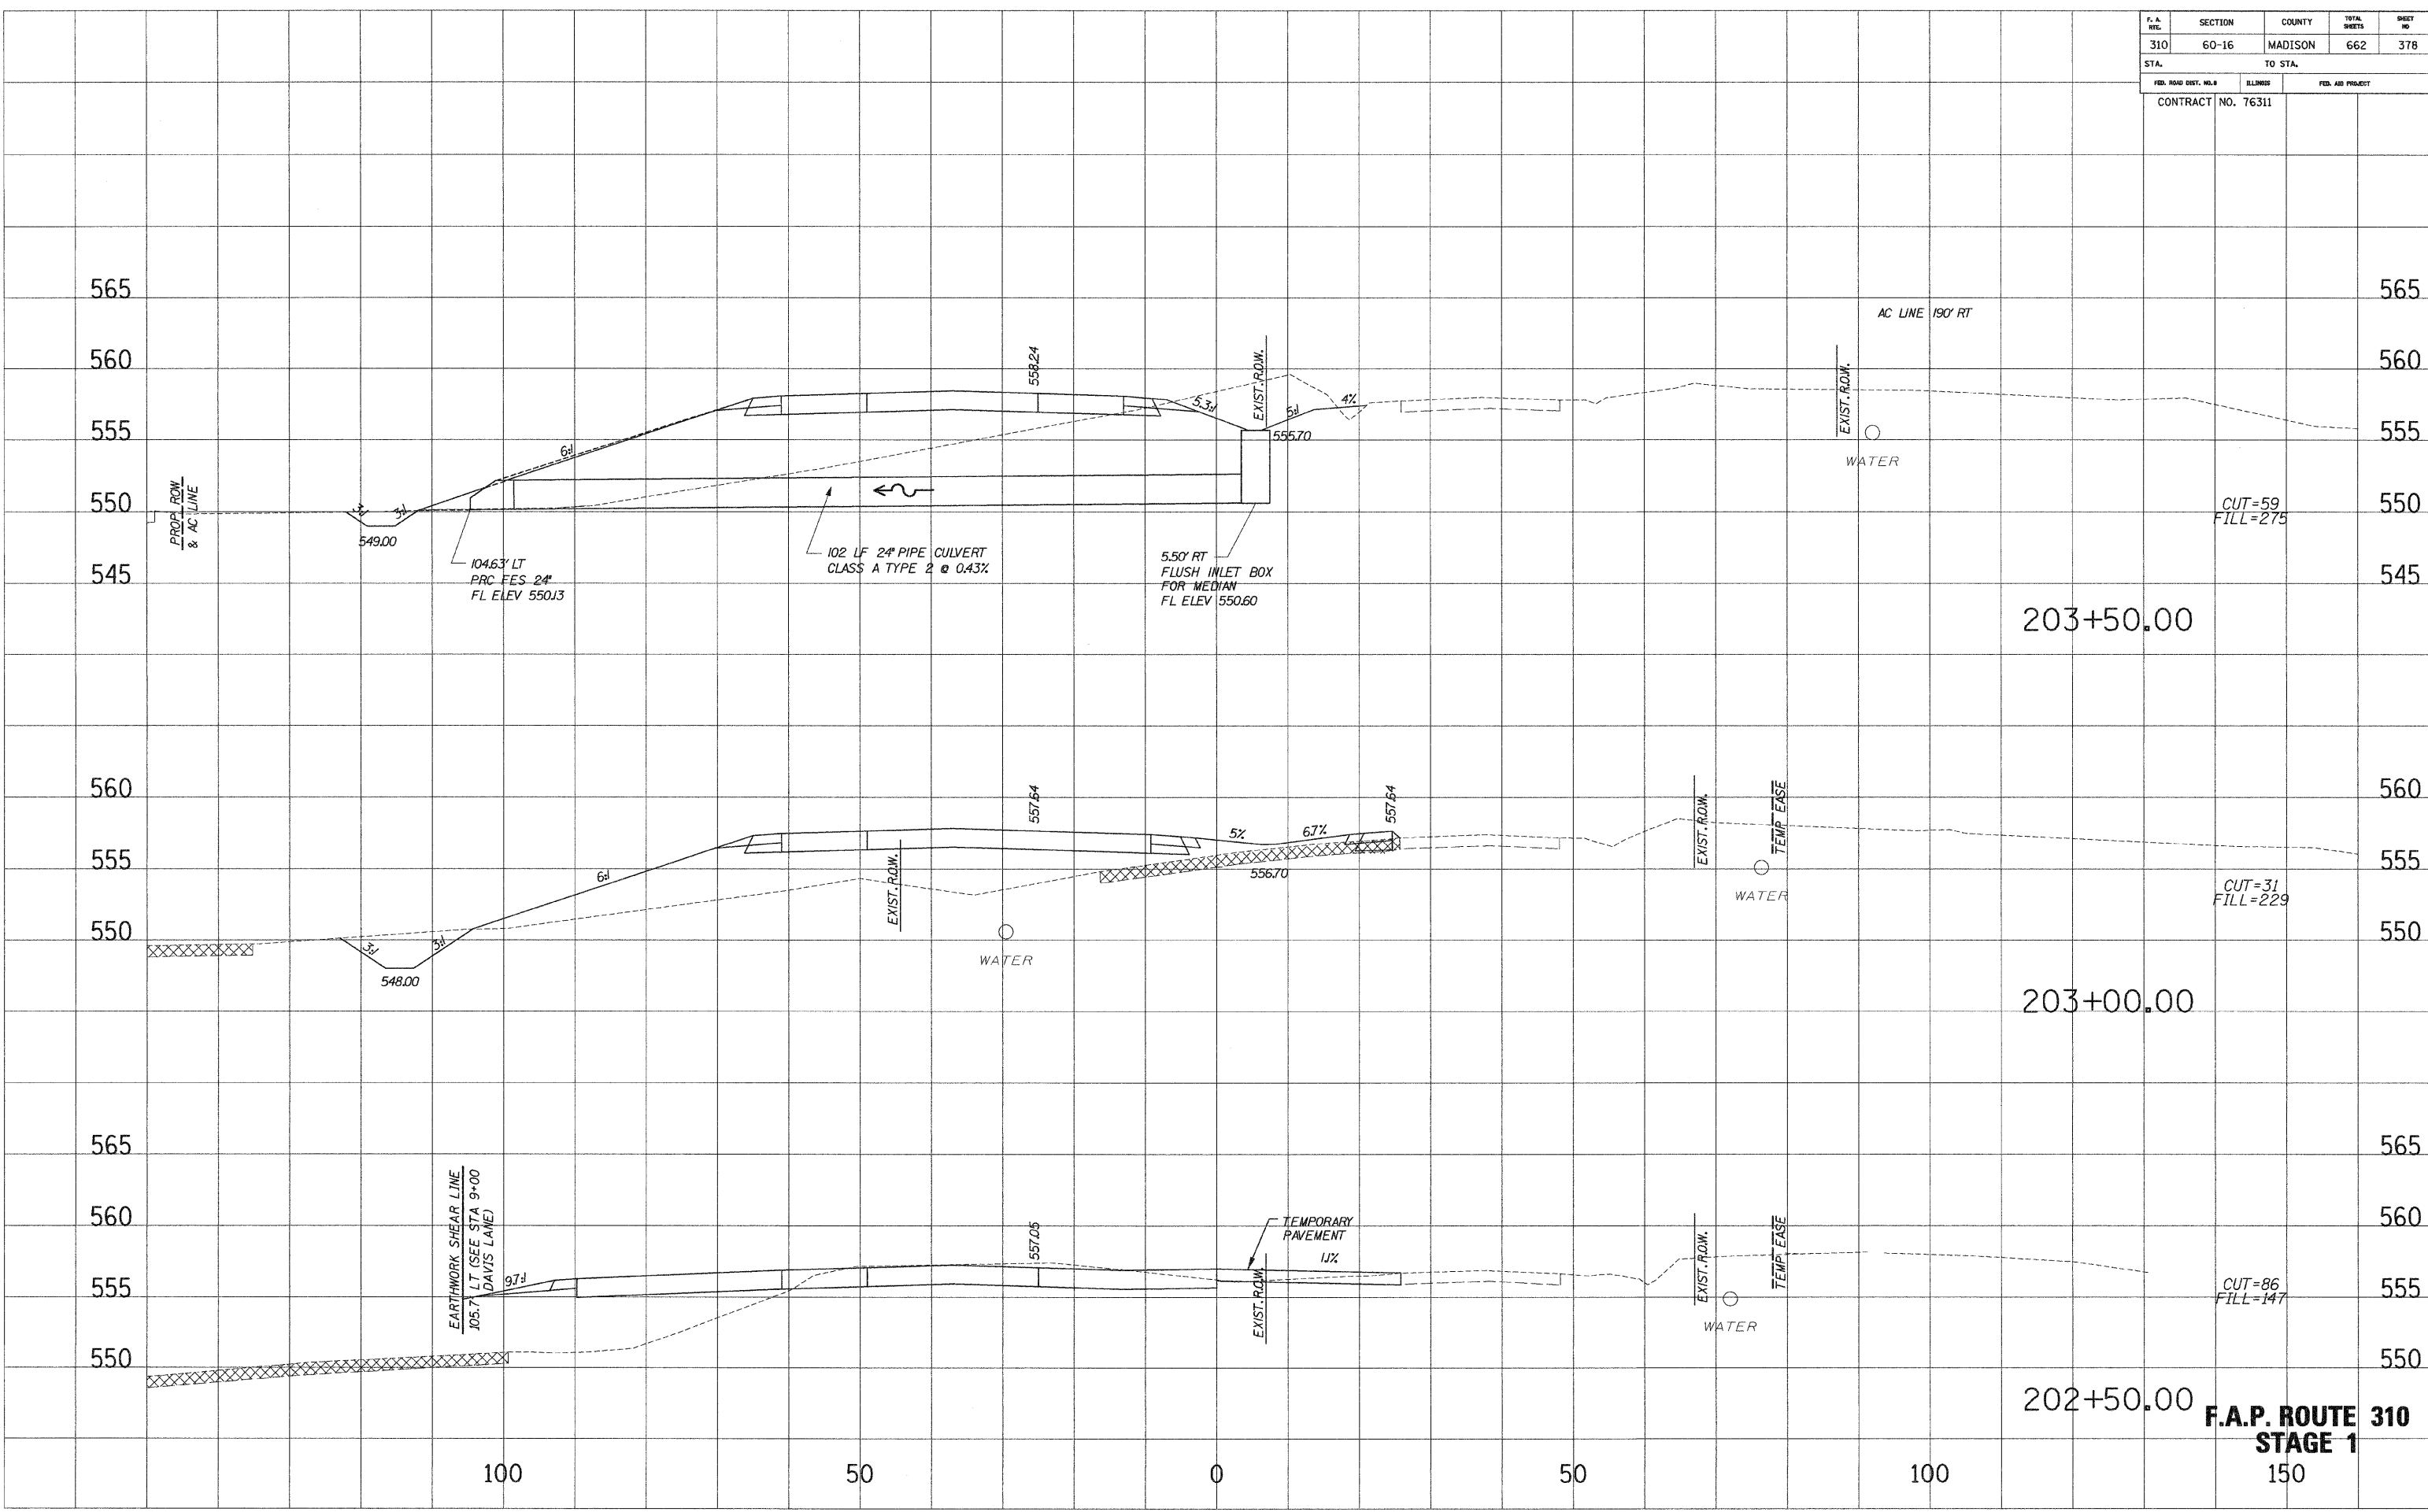 F. A. RTE. SECTION COUNTY TOTAL SHEETS SHEET NO
310 60-16 MADISON 662 378
STA. TO STA.
FED. ROAD DIST. NO. 8 ILLINOIS FED. AID PROJECT
CONTRACT NO. 76311
565 565
AC LINE 190' RT
560 560
558.24
EXIST. R.O.W.
EXIST. R.O.W.
5.3:1
5:1
4%
555 555
555.70
6:1
WATER
PROP. ROW
& AC LINE
550 550
3:1
3:1
549.00
CUT=59
FILL=275
104.63' LT
PRC FES 24"
FL ELEV 550.13
102 LF 24" PIPE CULVERT
CLASS A TYPE 2 @ 0.43%
5.50' RT
FLUSH INLET BOX
FOR MEDIAN
FL ELEV 550.60
545 545
203+50.00
560 560
557.64
557.64
EXIST. R.O.W.
TEMP EASE
5%
6.7%
555 555
556.70
6:1
EXIST. R.O.W.
WATER
CUT=31
FILL=229
550 550
3:1
3:1
WATER
548.00
203+00.00
565 565
EARTHWORK SHEAR LINE
105.7' LT (SEE STA 9+00
DAVIS LANE)
560 560
557.05
TEMPORARY
PAVEMENT
1.1%
EXIST. R.O.W.
EXIST. R.O.W.
TEMP EASE
9.7:1
555 555
CUT=86
FILL=147
WATER
550 550
202+50.00
F.A.P. ROUTE 310
STAGE 1
100 50 0 50 100 150